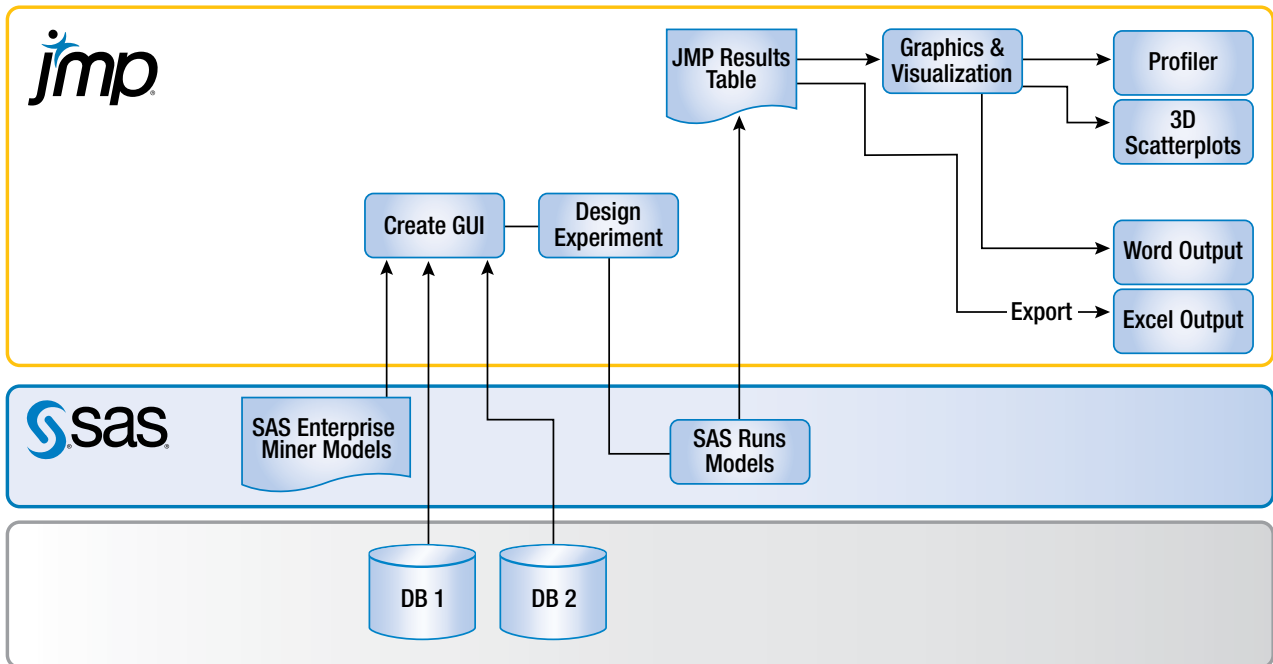 jmp
JMP Results
Table
Graphics &
Visualization
Profiler
3D
Scatterplots
Create GUI
Design
Experiment
Word Output
Export
Excel Output
sas
SAS Enterprise
Miner Models
SAS Runs
Models
DB 1
DB 2